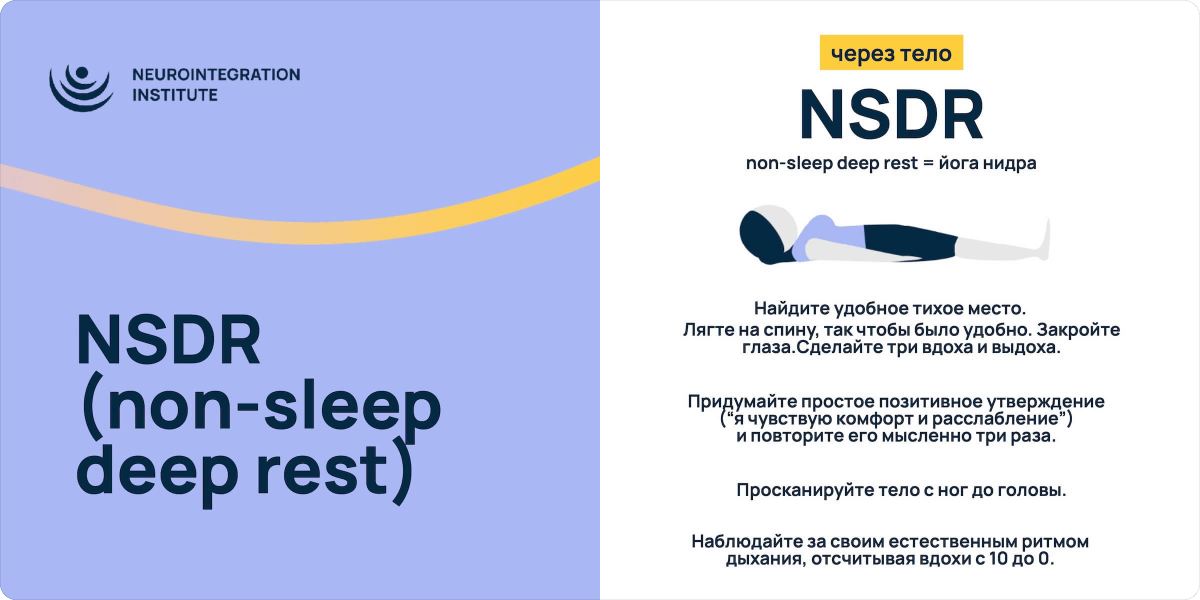 NEUROINTEGRATION
INSTITUTE
NSDR
(non-sleep
deep rest)
через тело
NSDR
non-sleep deep rest = йога нидра
Найдите удобное тихое место.
Лягте на спину, так чтобы было удобно. Закройте
глаза.Сделайте три вдоха и выдоха.
Придумайте простое позитивное утверждение
(“я чувствую комфорт и расслабление”)
и повторите его мысленно три раза.
Просканируйте тело с ног до головы.
Наблюдайте за своим естественным ритмом
дыхания, отсчитывая вдохи с 10 до 0.